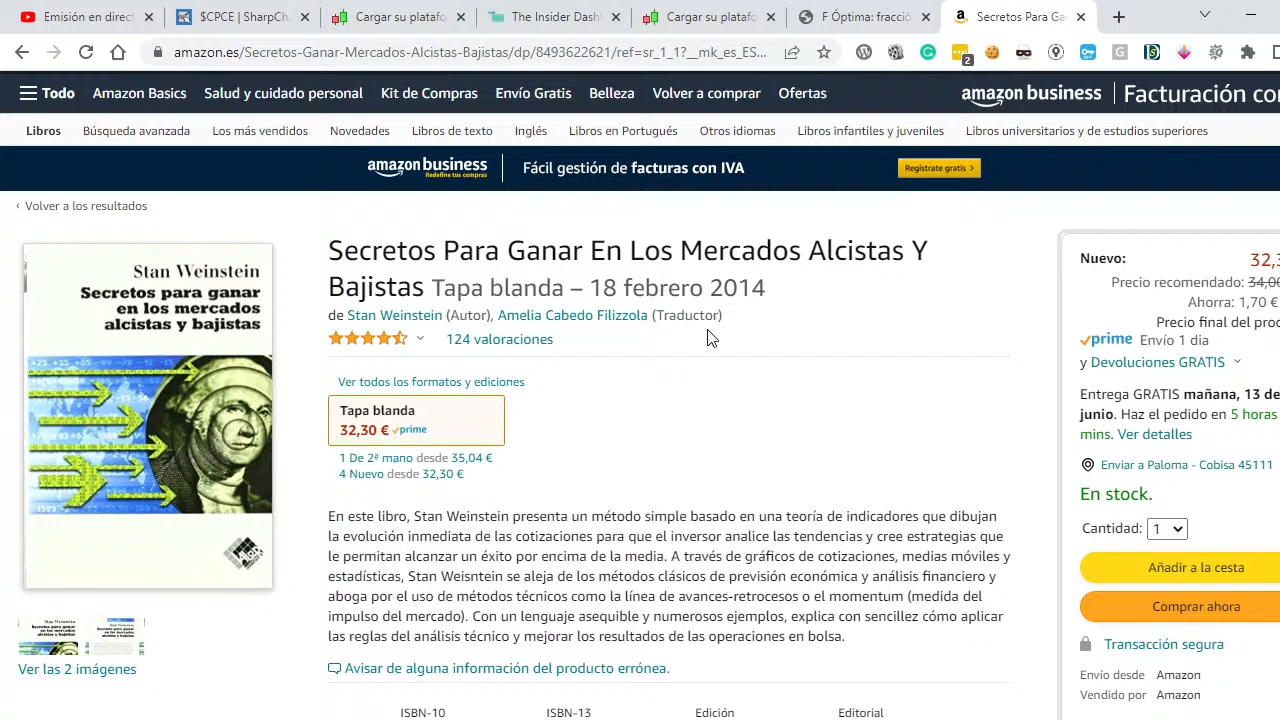 Emisión en direct
$CPCE | SharpCha
Cargar su platafo
The Insider Dash
Cargar su platafo
F Óptima: fracció
Secretos Para Ga
amazon.es/Secretos-Ganar-Mercados-Alcistas-Bajistas/dp/8493622621/ref=sr_1_1?__mk_es_ES...
2
Todo
Amazon Basics
Salud y cuidado personal
Kit de Compras
Envío Gratis
Belleza
Volver a comprar
Ofertas
amazon business
Facturación co
Libros
Búsqueda avanzada
Los más vendidos
Novedades
Libros de texto
Inglés
Libros en Portugués
Otros idiomas
Libros infantiles y juveniles
Libros universitarios y de estudios superiores
amazon business
Redefine tus compras
Fácil gestión de facturas con IVA
Regístrate gratis ›
‹ Volver a los resultados
Stan Weinstein
Secretos para ganar
en los mercados
alcistas y bajistas
Ver las 2 imágenes
Secretos Para Ganar En Los Mercados Alcistas Y
Bajistas Tapa blanda – 18 febrero 2014
de Stan Weinstein (Autor), Amelia Cabedo Filizzola (Traductor)
124 valoraciones
Ver todos los formatos y ediciones
Tapa blanda
32,30 € prime
1 De 2ª mano desde 35,04 €
4 Nuevo desde 32,30 €
En este libro, Stan Weinstein presenta un método simple basado en una teoría de indicadores que dibujan
la evolución inmediata de las cotizaciones para que el inversor analice las tendencias y cree estrategias que
le permitan alcanzar un éxito por encima de la media. A través de gráficos de cotizaciones, medias móviles y
estadísticas, Stan Weisntein se aleja de los métodos clásicos de previsión económica y análisis financiero y
aboga por el uso de métodos técnicos como la línea de avances-retrocesos o el momentum (medida del
impulso del mercado). Con un lenguaje asequible y numerosos ejemplos, explica con sencillez cómo aplicar
las reglas del análisis técnico y mejorar los resultados de las operaciones en bolsa.
Avisar de alguna información del producto errónea.
ISBN-10
ISBN-13
Edición
Editorial
Nuevo: 32,3
Precio recomendado: 34,00
Ahorra: 1,70 €
Precio final del proc
prime Envío 1 dia
y Devoluciones GRATIS
Entrega GRATIS mañana, 13 de
junio. Haz el pedido en 5 horas
mins. Ver detalles
Enviar a Paloma - Cobisa 45111
En stock.
Cantidad: 1
Añadir a la cesta
Comprar ahora
Transacción segura
Envío desde Amazon
Vendido por Amazon